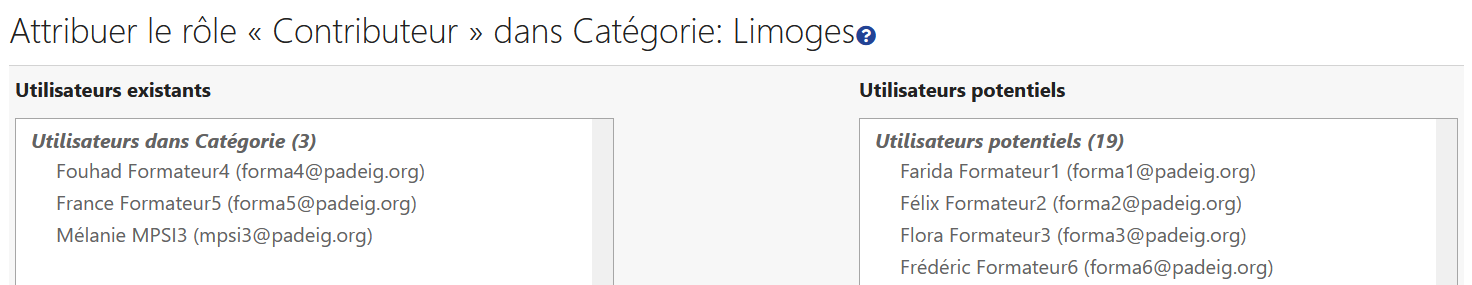 Attribuer le rôle « Contributeur » dans Catégorie: Limoges?
Utilisateurs existants
Utilisateurs dans Catégorie (3)
Fouhad Formateur4 (forma4@padeig.org)
France Formateur5 (forma5@padeig.org)
Mélanie MPSI3 (mpsi3@padeig.org)
Utilisateurs potentiels
Utilisateurs potentiels (19)
Farida Formateur1 (forma1@padeig.org)
Félix Formateur2 (forma2@padeig.org)
Flora Formateur3 (forma3@padeig.org)
Frédéric Formateur6 (forma6@padeig.org)